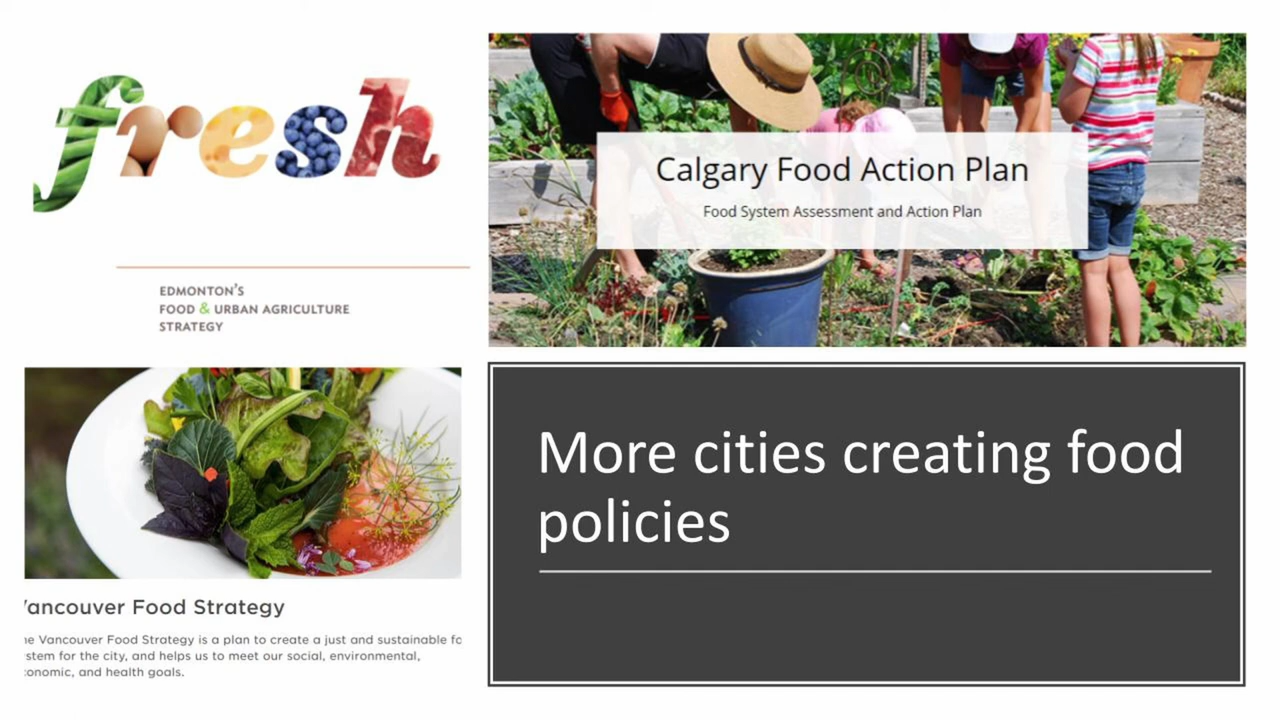 fresh
EDMONTON'S
FOOD & URBAN AGRICULTURE
STRATEGY
Calgary Food Action Plan
Food System Assessment and Action Plan
More cities creating food
policies
ancouver Food Strategy
e Vancouver Food Strategy is a plan to create a just and sustainable fo
stem for the city, and helps us to meet our social, environmental,
onomic, and health goals.